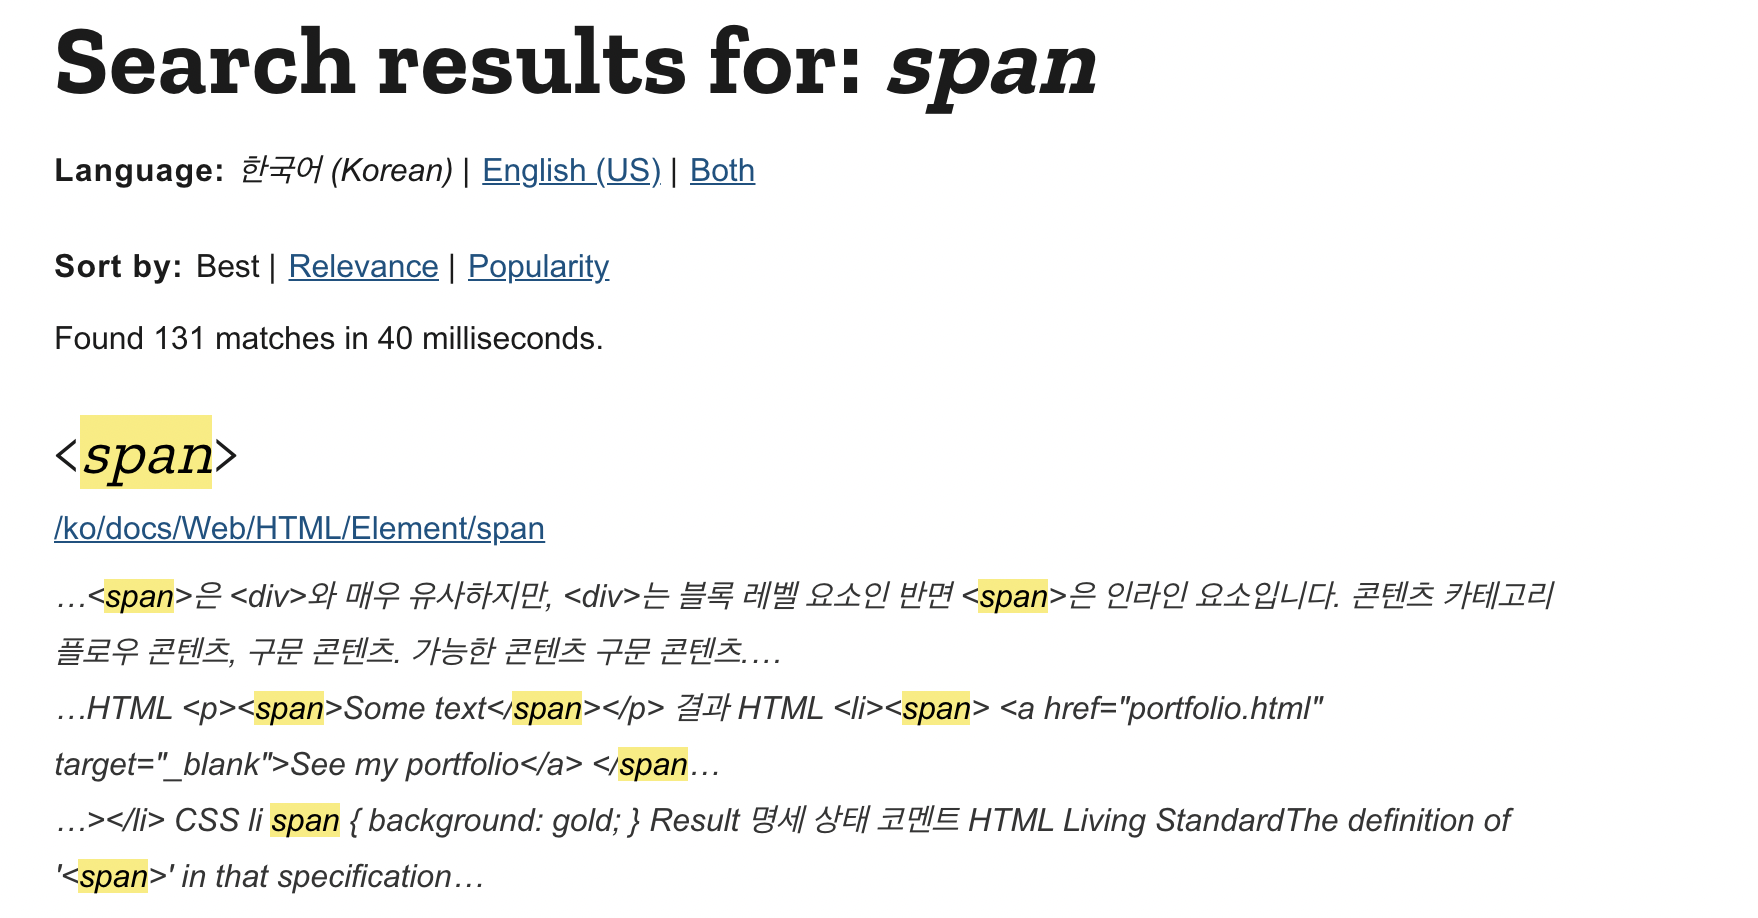 Search results for: span
Language: 한국어 (Korean) | English (US) | Both
Sort by: Best | Relevance | Popularity
Found 131 matches in 40 milliseconds.
<span>
/ko/docs/Web/HTML/Element/span
…<span>은 <div>와 매우 유사하지만, <div>는 블록 레벨 요소인 반면 <span>은 인라인 요소입니다. 콘텐츠 카테고리
플로우 콘텐츠, 구문 콘텐츠. 가능한 콘텐츠 구문 콘텐츠.…
…HTML <p><span>Some text</span></p> 결과 HTML <li><span> <a href="portfolio.html"
target="_blank">See my portfolio</a> </span…
…></li> CSS li span { background: gold; } Result 명세 상태 코멘트 HTML Living StandardThe definition of
'<span>' in that specification…